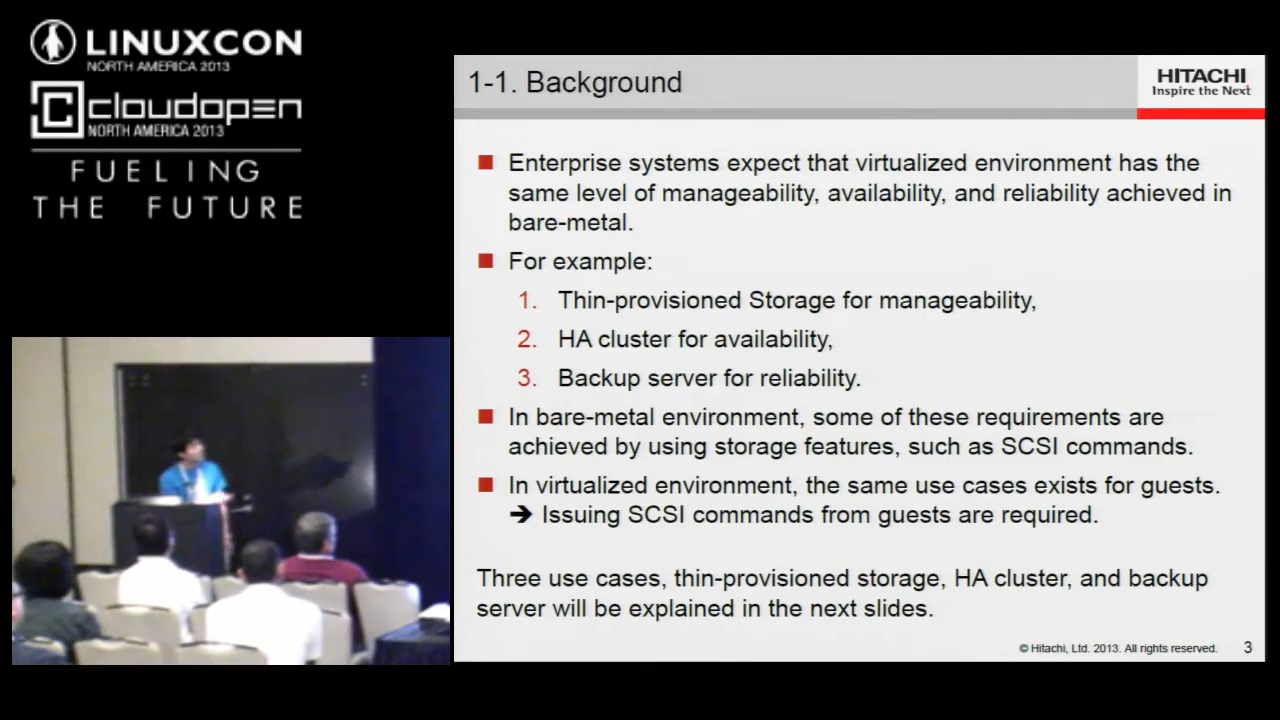 LINUXCON
NORTH AMERICA 2013
cloudopen
NORTH AMERICA 2013
FUELING
THE FUTURE
1-1. Background
HITACHI
Inspire the Next
Enterprise systems expect that virtualized environment has the
same level of manageability, availability, and reliability achieved in
bare-metal.
For example:
1. Thin-provisioned Storage for manageability,
2. HA cluster for availability,
3. Backup server for reliability.
In bare-metal environment, some of these requirements are
achieved by using storage features, such as SCSI commands.
In virtualized environment, the same use cases exists for guests.
➔ Issuing SCSI commands from guests are required.
Three use cases, thin-provisioned storage, HA cluster, and backup
server will be explained in the next slides.
© Hitachi, Ltd. 2013. All rights reserved. 3